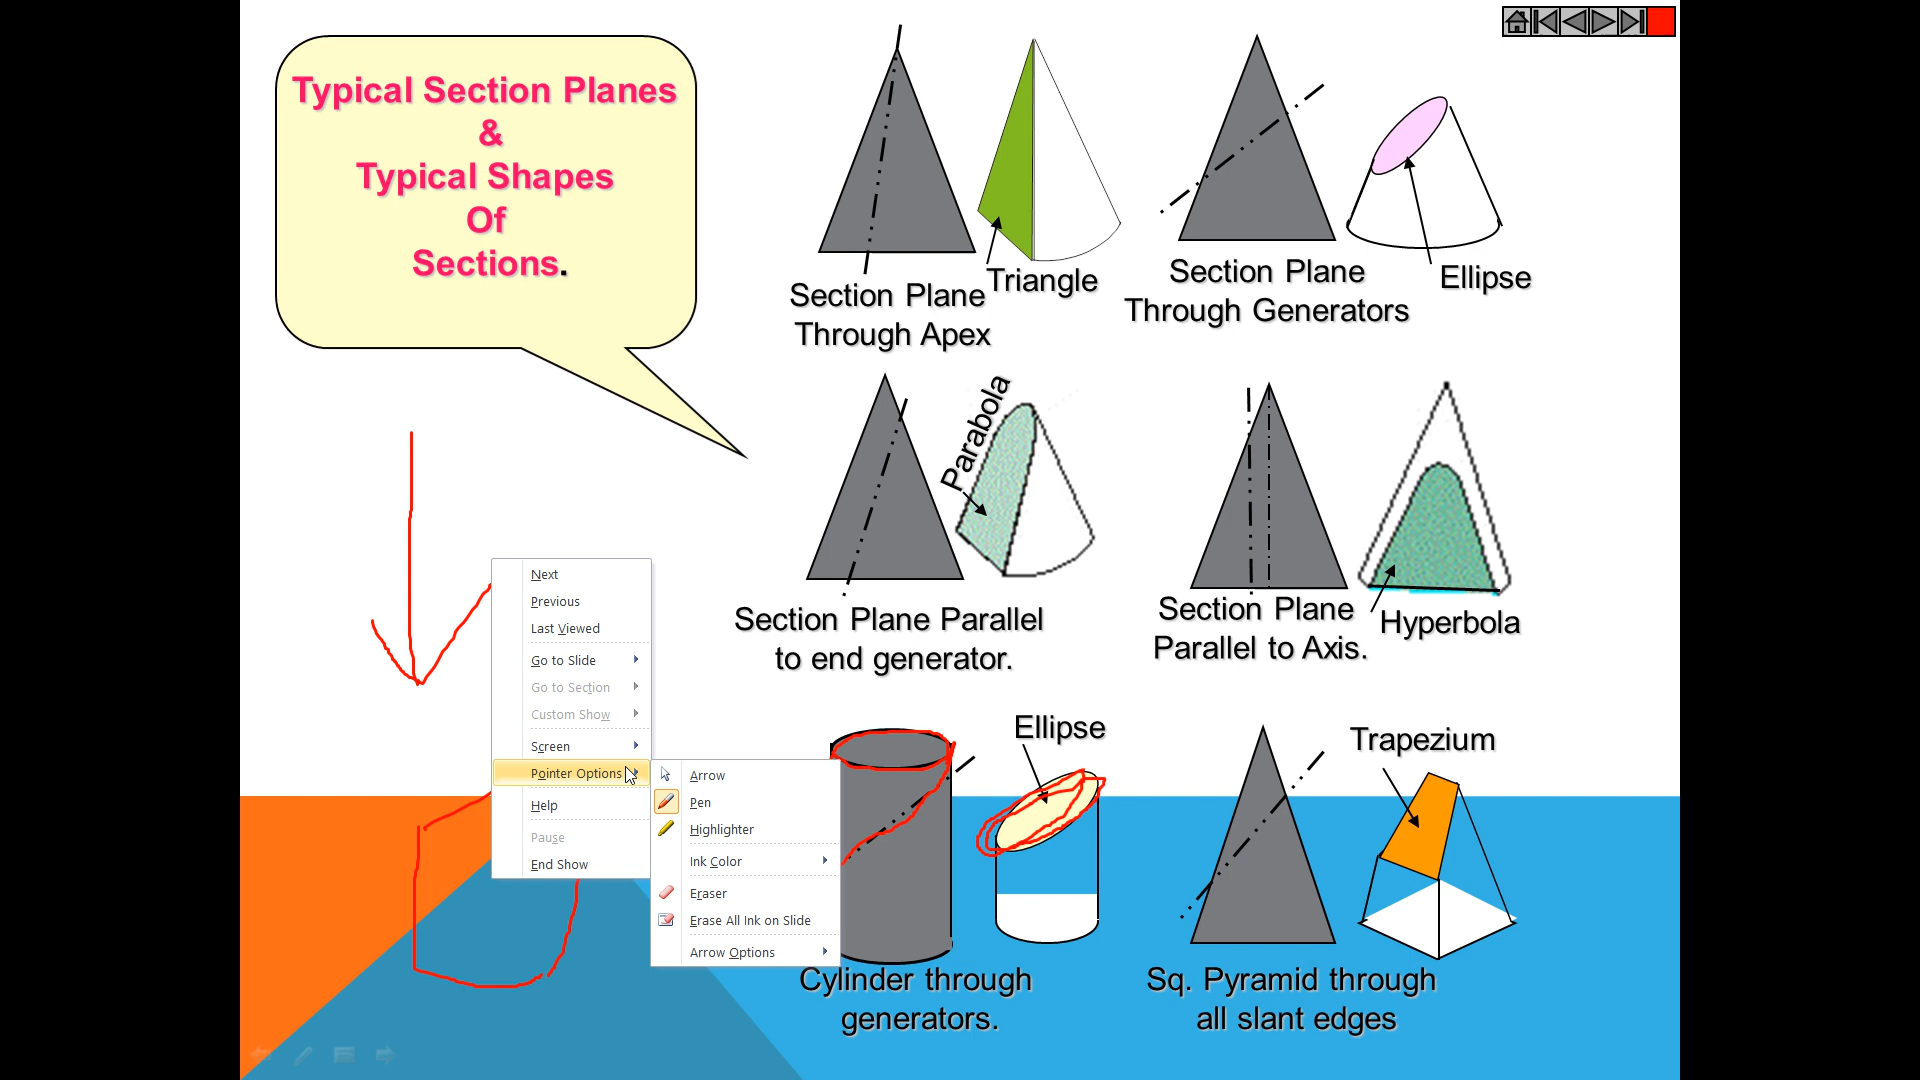 Typical Section Planes
&
Typical Shapes
Of
Sections.
Section Plane
Through Apex
Triangle
Section Plane
Through Generators
Ellipse
Parabola
Section Plane Parallel
to end generator.
Section Plane
Parallel to Axis.
Hyperbola
Ellipse
Cylinder through
generators.
Trapezium
Sq. Pyramid through
all slant edges
Next
Previous
Last Viewed
Go to Slide
Go to Section
Custom Show
Screen
Pointer Options
Help
Pause
End Show
Arrow
Pen
Highlighter
Ink Color
Eraser
Erase All Ink on Slide
Arrow Options